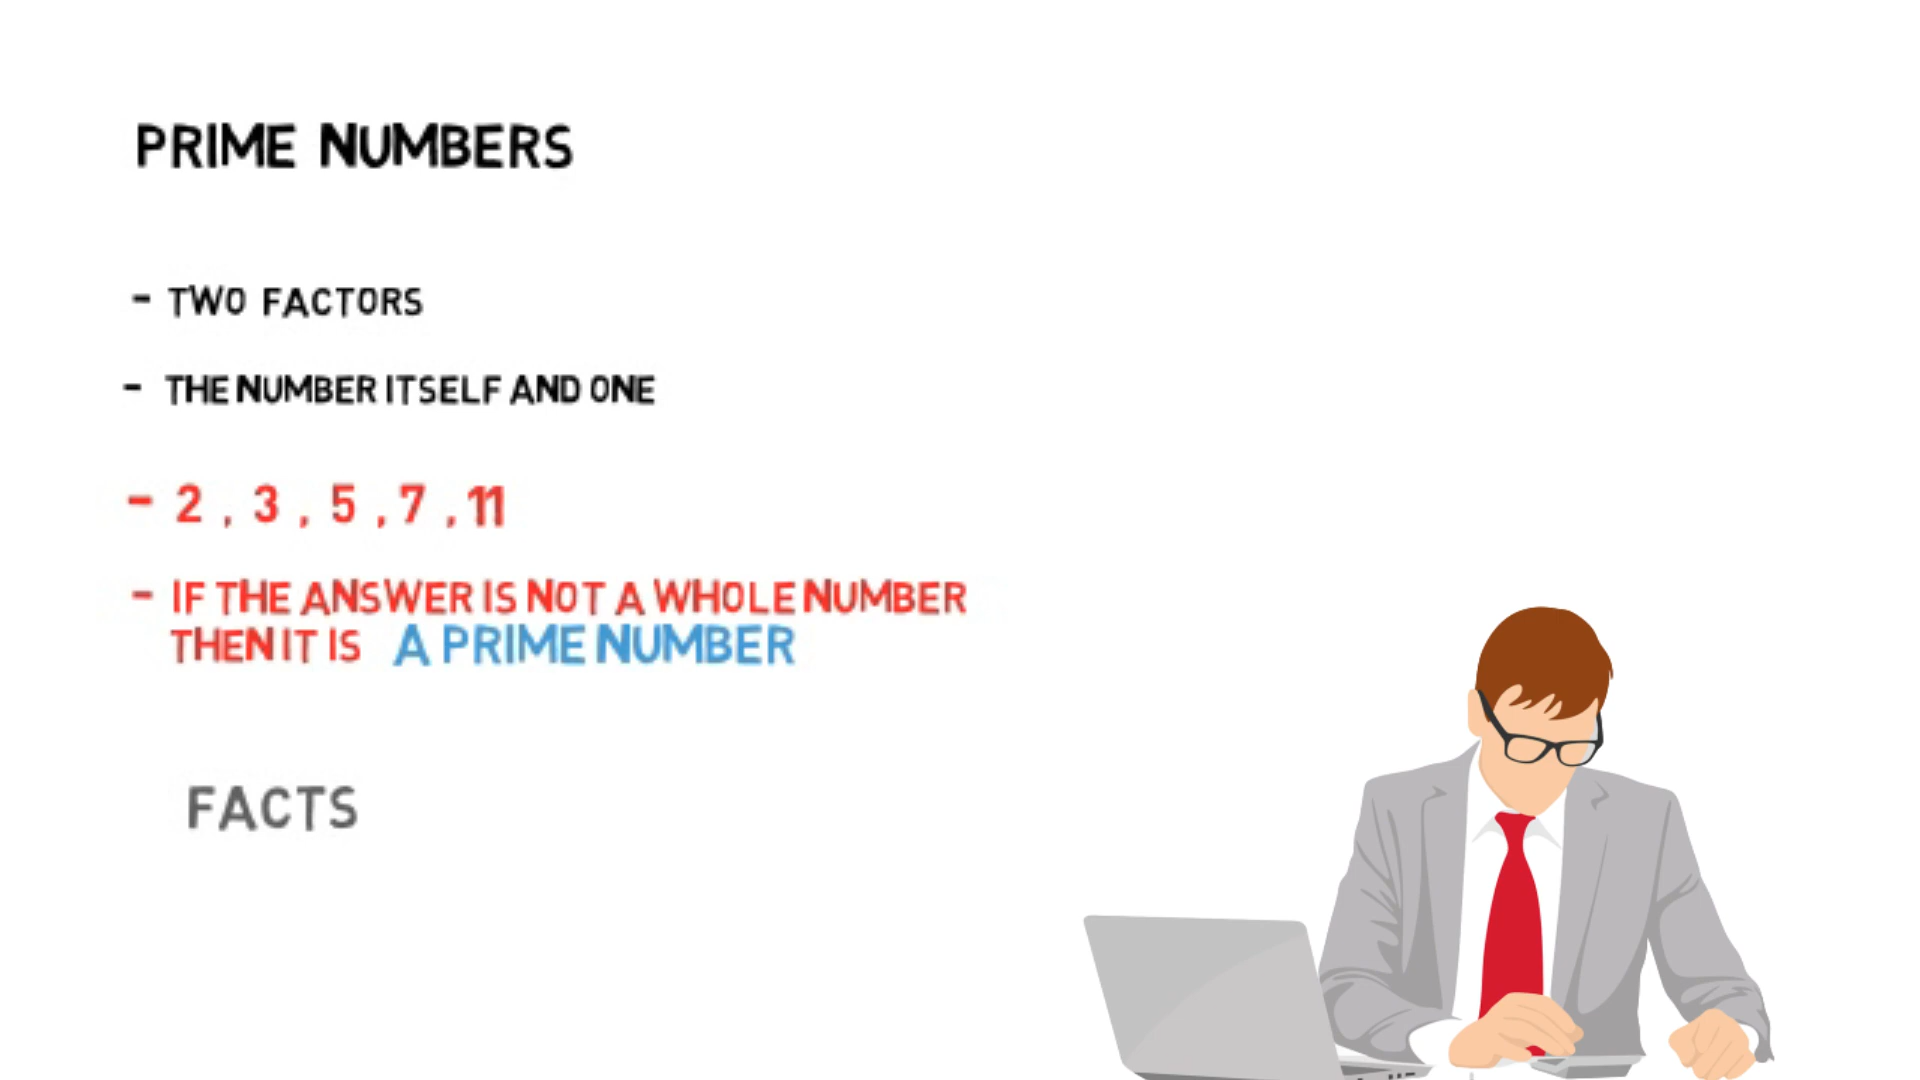 PRIME NUMBERS
- TWO FACTORS
- THE NUMBER ITSELF AND ONE
- 2 , 3 , 5 , 7 , 11
- IF THE ANSWER IS NOT A WHOLE NUMBER
THEN IT IS A PRIME NUMBER
FACTS